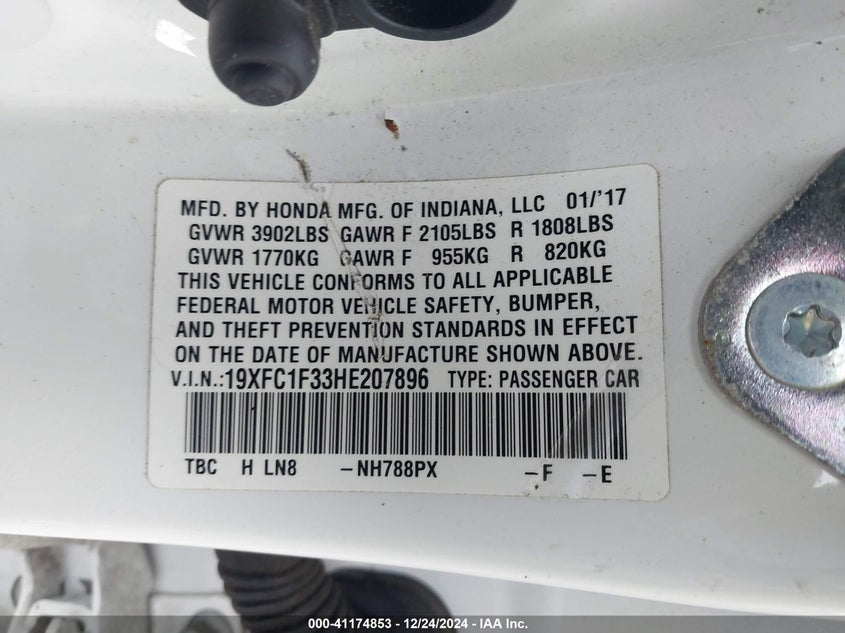 MFD. BY HONDA MFG. OF INDIANA, LLC 01/'17
GVWR 3902LBS GAWR F 2105LBS R 1808LBS
GVWR 1770KG GAWR F 955KG R 820KG
THIS VEHICLE CONFORMS TO ALL APPLICABLE
FEDERAL MOTOR VEHICLE SAFETY, BUMPER,
AND THEFT PREVENTION STANDARDS IN EFFECT
ON THE DATE OF MANUFACTURE SHOWN ABOVE.
V.I.N.:19XFC1F33HE207896 TYPE: PASSENGER CAR
TBC H LN8 -NH788PX -F -E
000-41174853 - 12/24/2024 - IAA Inc.